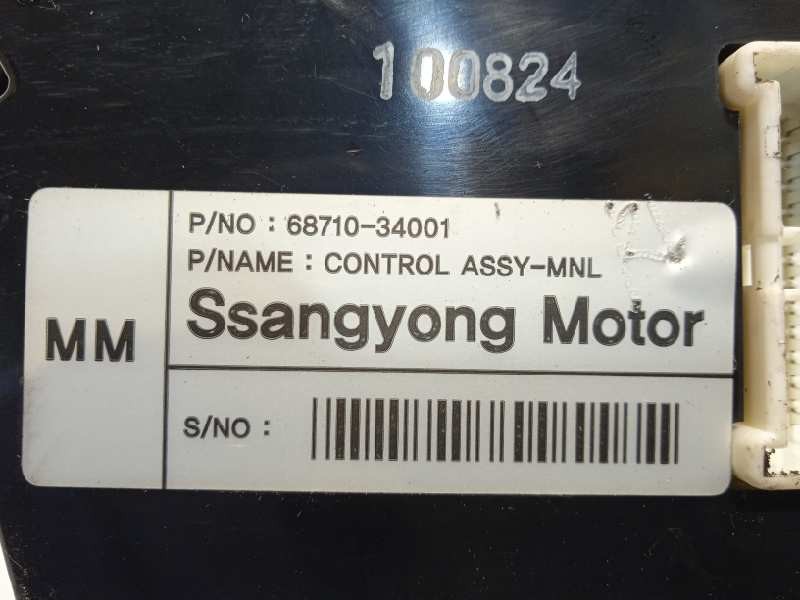 100824
P/NO : 68710-34001
P/NAME : CONTROL ASSY-MNL
Ssangyong Motor
MM
S/NO :